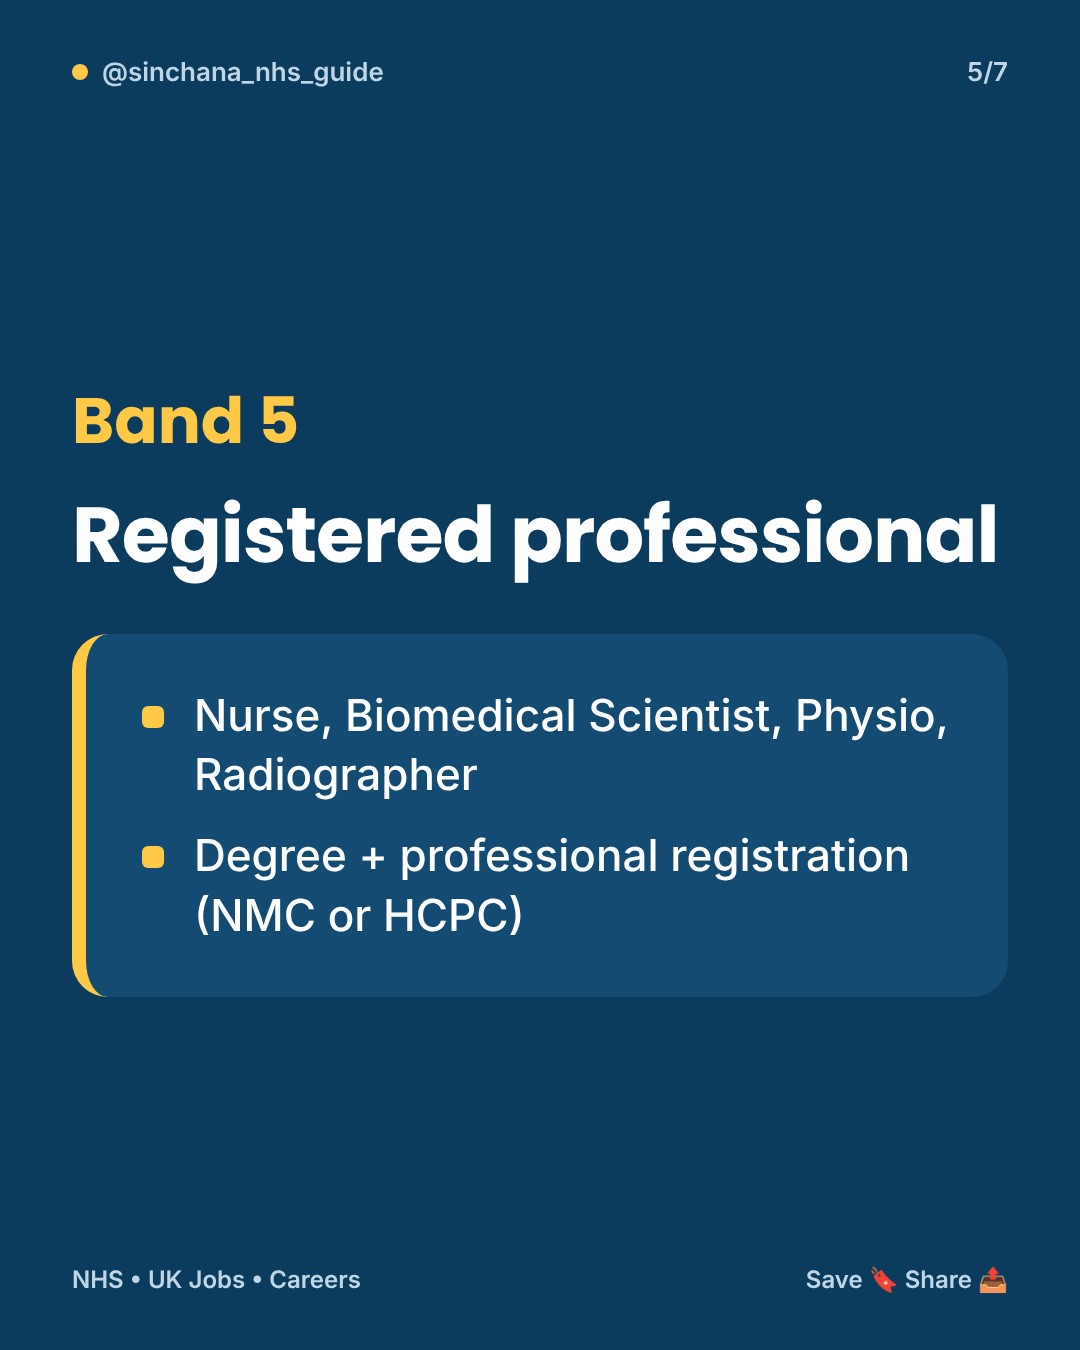 @sinchana_nhs_guide
5/7
Band 5
Registered professional
Nurse, Biomedical Scientist, Physio,
Radiographer
Degree + professional registration
(NMC or HCPC)
NHS • UK Jobs • Careers
Save 🔖 Share 📤